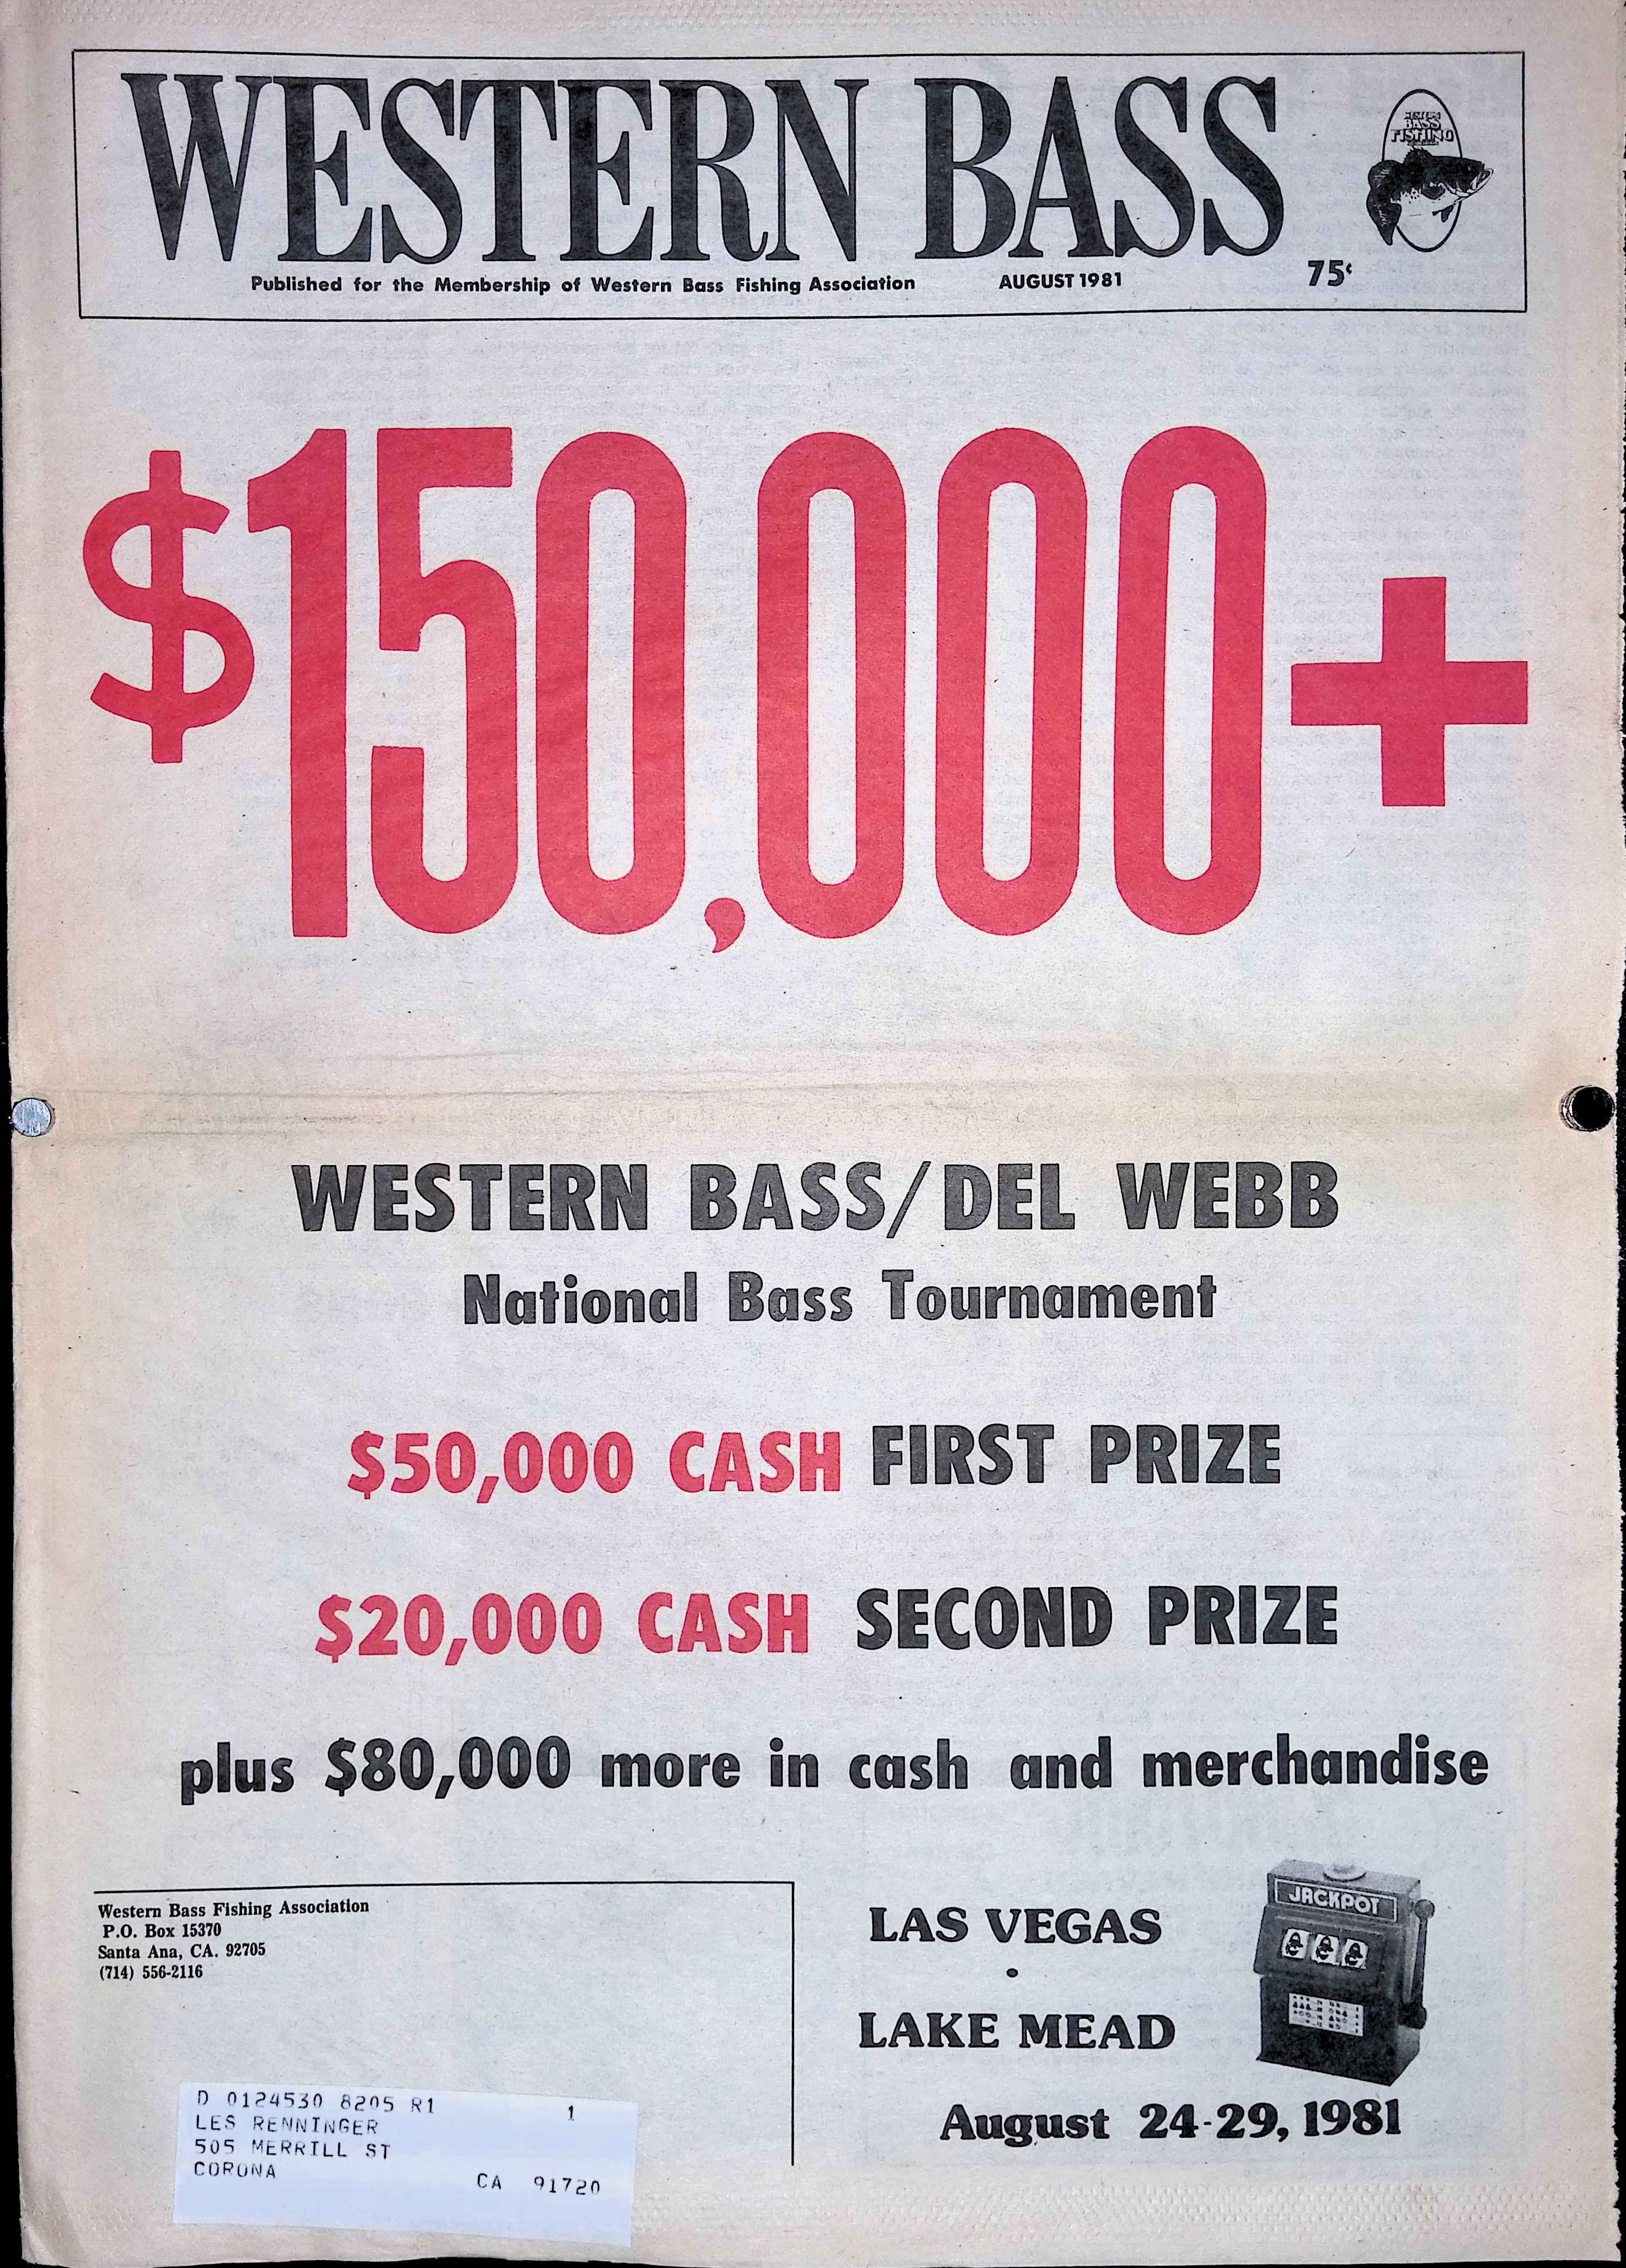 WESTERN BASS
WESTERN
BASS
FISHING
Published for the Membership of Western Bass Fishing Association
AUGUST 1981
75¢
$150,000+
WESTERN BASS/DEL WEBB
National Bass Tournament
$50,000 CASH FIRST PRIZE
$20,000 CASH SECOND PRIZE
plus $80,000 more in cash and merchandise
Western Bass Fishing Association
P.O. Box 15370
Santa Ana, CA. 92705
(714) 556-2116
D 0124530 8205 R1 1
LES RENNINGER
505 MERRILL ST
CORONA CA 91720
LAS VEGAS
•
LAKE MEAD
JACKPOT
August 24-29, 1981